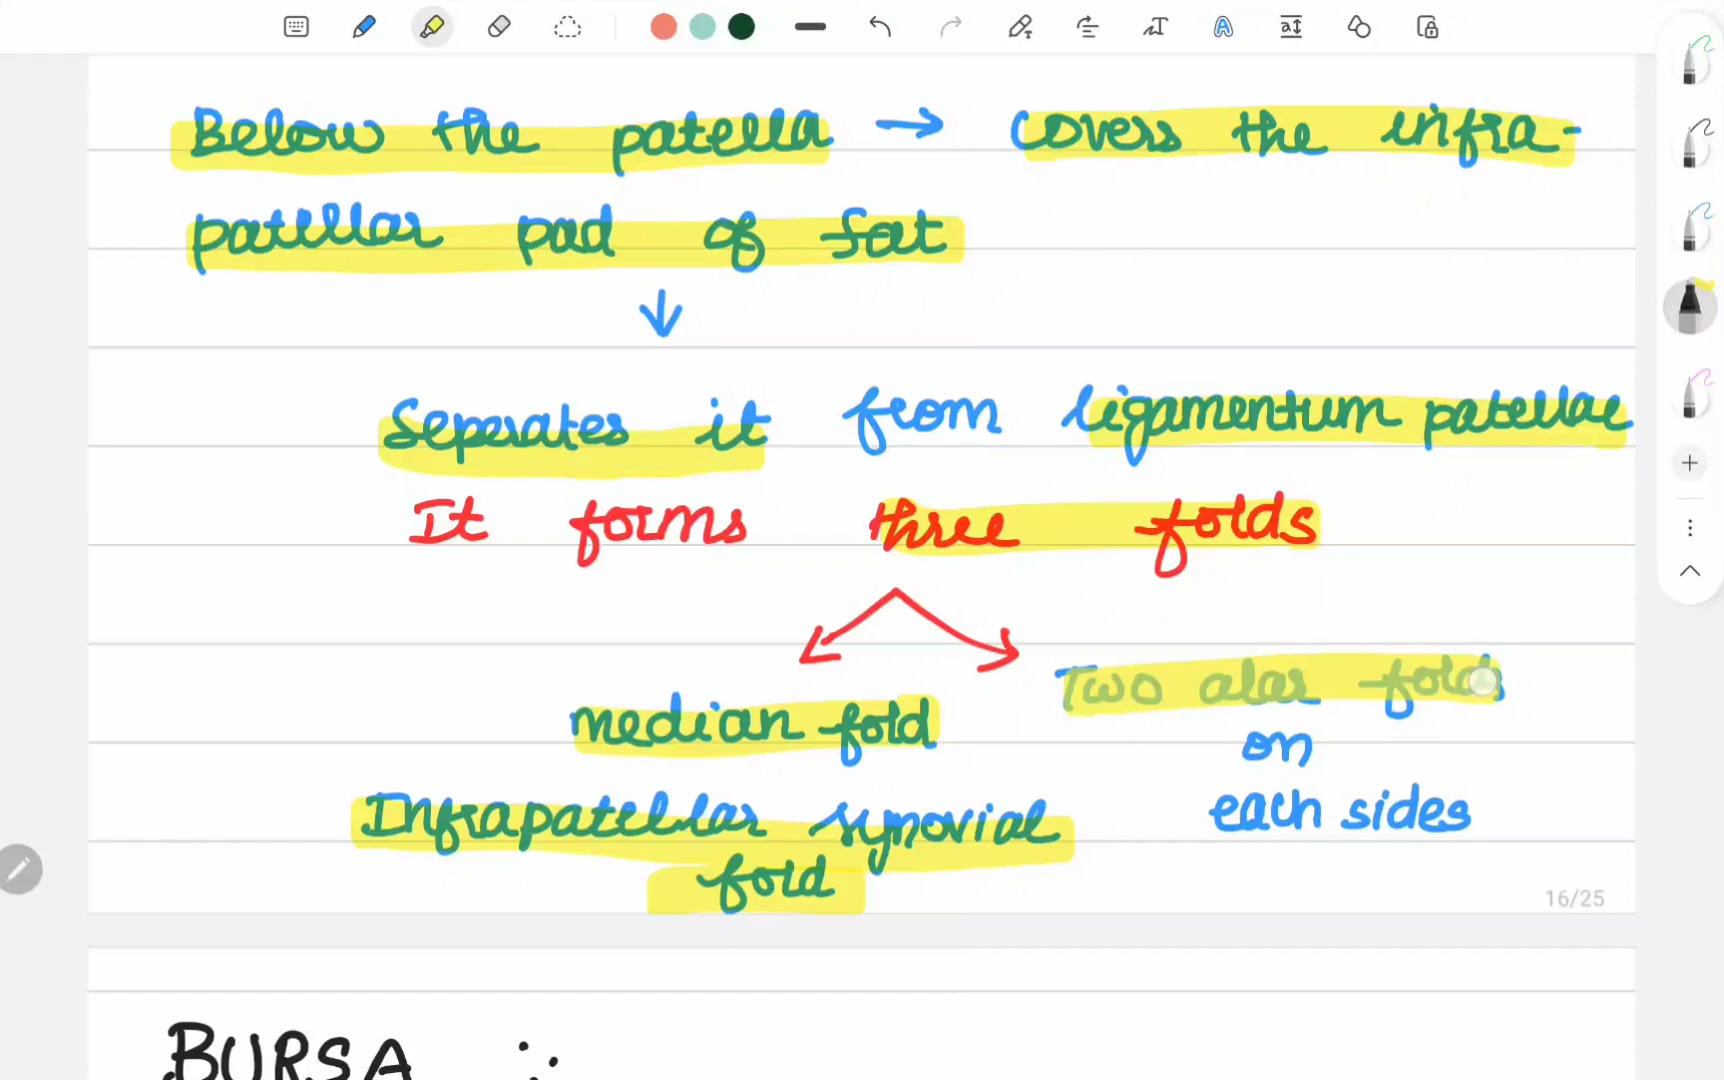 Below the patella → covers the infra-
patellar pad of fat
↓
Seperates it from ligamentum patellae
It forms three folds
median fold
Two alar folds
on
each sides
Infrapatellar synovial
fold
16/25
BURSA :